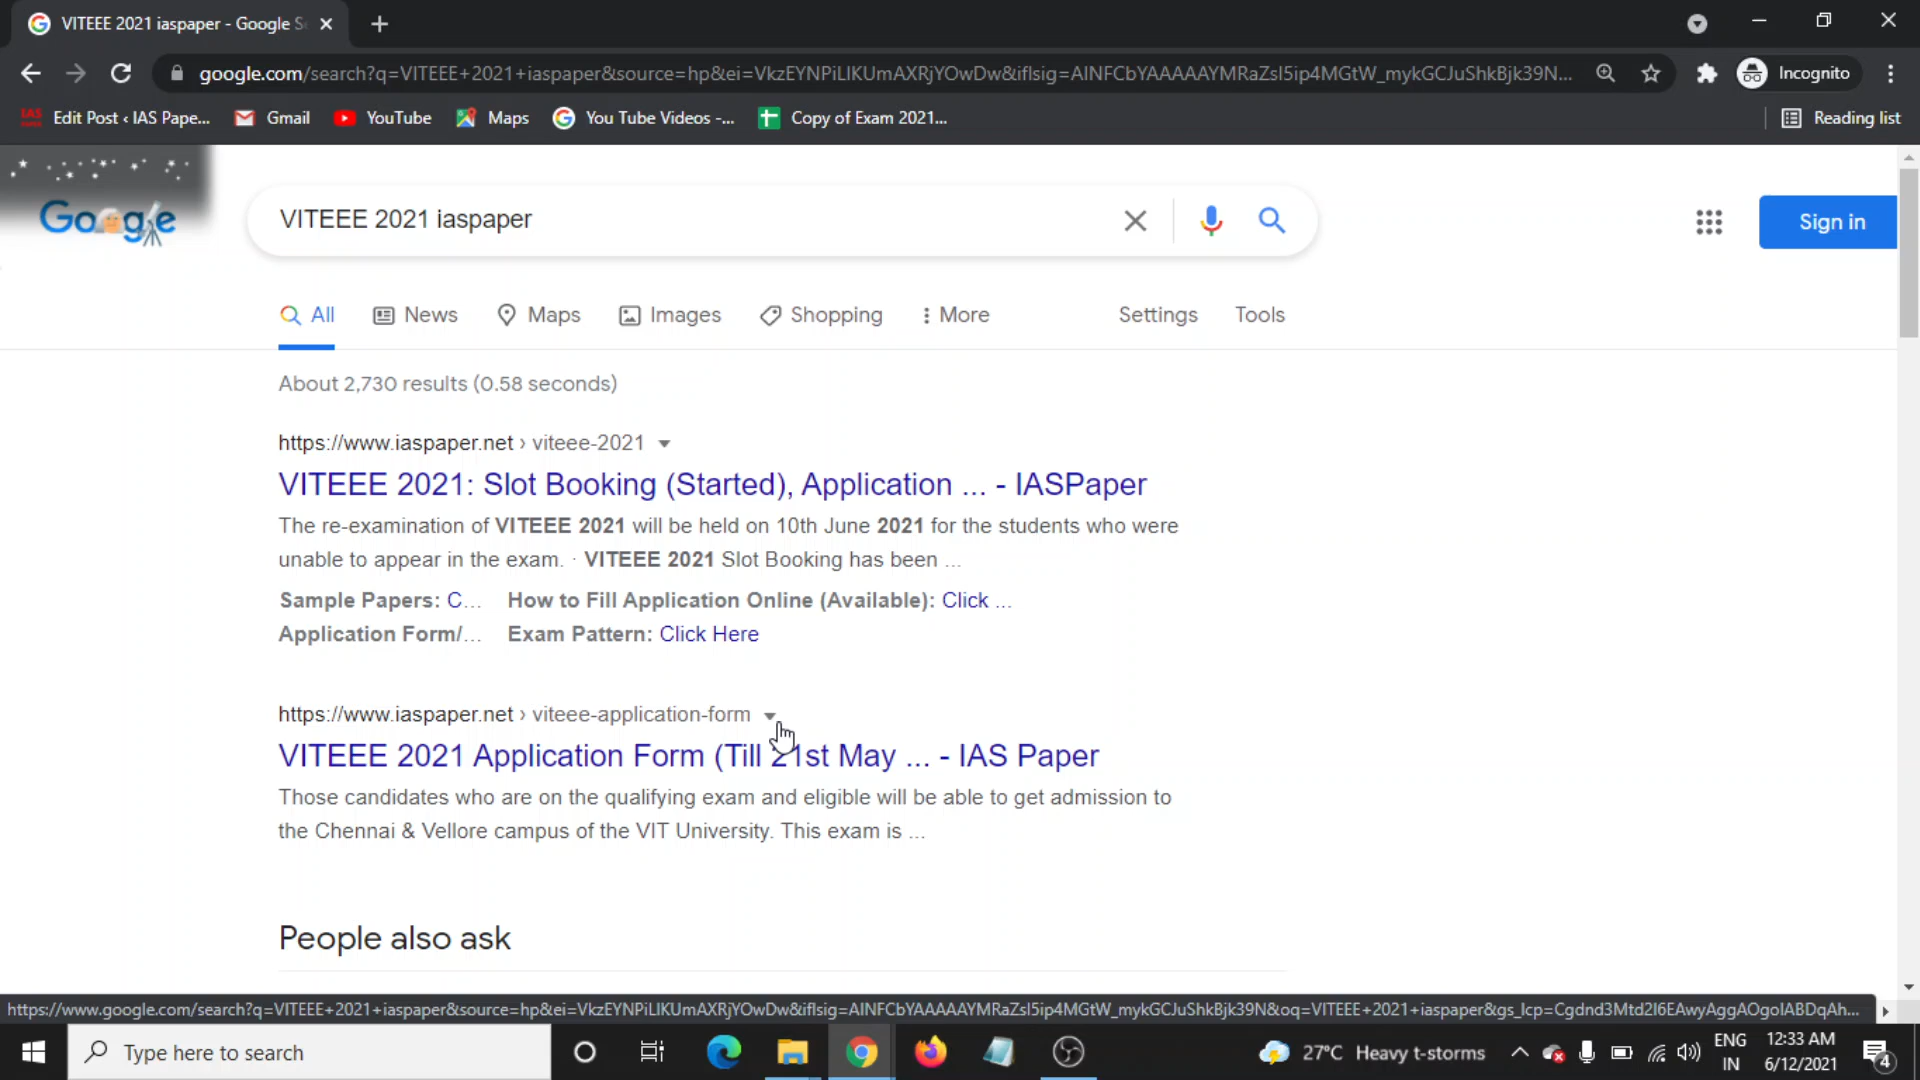 VITEEE 2021 iaspaper - Google S
google.com/search?q=VITEEE+2021+iaspaper&source=hp&ei=VkzEYNPiLIKUmAXRjYOwDw&iflsig=AINFCbYAAAAAYMRaZsI5ip4MGtW_mykGCJuShkBjk39N...
Incognito
Edit Post ‹ IAS Pape...
Gmail
YouTube
Maps
You Tube Videos -...
Copy of Exam 2021...
Reading list
Google
VITEEE 2021 iaspaper
Sign in
All
News
Maps
Images
Shopping
More
Settings
Tools
About 2,730 results (0.58 seconds)
https://www.iaspaper.net › viteee-2021
VITEEE 2021: Slot Booking (Started), Application ... - IASPaper
The re-examination of VITEEE 2021 will be held on 10th June 2021 for the students who were
unable to appear in the exam. · VITEEE 2021 Slot Booking has been ...
Sample Papers: C... How to Fill Application Online (Available): Click ...
Application Form/... Exam Pattern: Click Here
https://www.iaspaper.net › viteee-application-form
VITEEE 2021 Application Form (Till 21st May ... - IAS Paper
Those candidates who are on the qualifying exam and eligible will be able to get admission to
the Chennai & Vellore campus of the VIT University. This exam is ...
People also ask
https://www.google.com/search?q=VITEEE+2021+iaspaper&source=hp&ei=VkzEYNPiLIKUmAXRjYOwDw&iflsig=AINFCbYAAAAAYMRaZsI5ip4MGtW_mykGCJuShkBjk39N&oq=VITEEE+2021+iaspaper&gs_lcp=Cgdnd3Mtd2l6EAwyAggAOgoIABDqAh...
Type here to search
27°C Heavy t-storms
ENG
IN
12:33 AM
6/12/2021
4